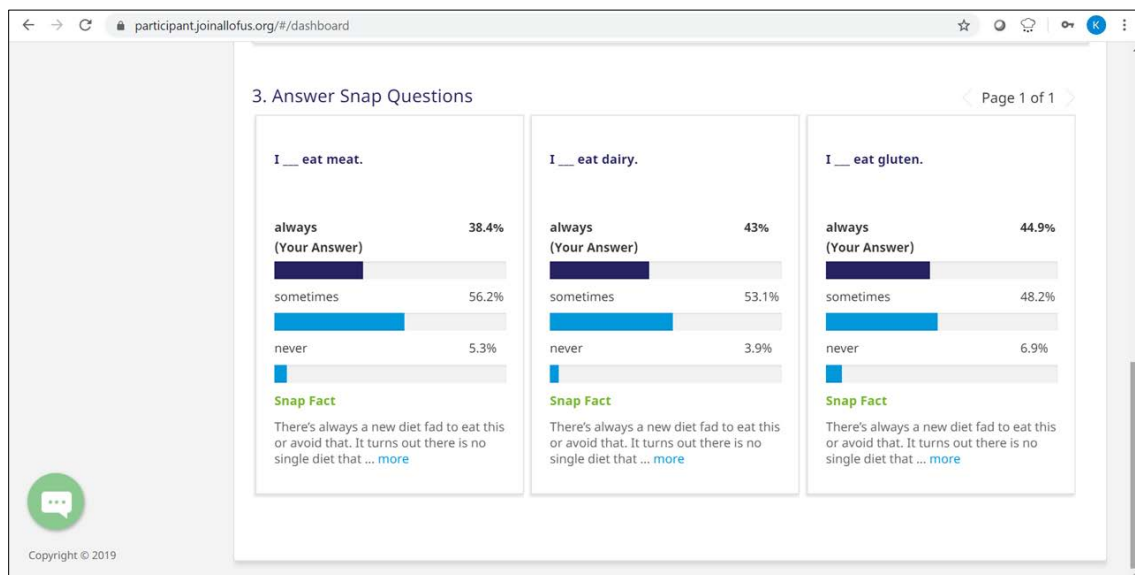 participant.joinallofus.org/#/dashboard
K
3. Answer Snap Questions
Page 1 of 1
I __ eat meat.
always 38.4%
(Your Answer)
sometimes 56.2%
never 5.3%
Snap Fact
There's always a new diet fad to eat this
or avoid that. It turns out there is no
single diet that ... more
I __ eat dairy.
always 43%
(Your Answer)
sometimes 53.1%
never 3.9%
Snap Fact
There's always a new diet fad to eat this
or avoid that. It turns out there is no
single diet that ... more
I __ eat gluten.
always 44.9%
(Your Answer)
sometimes 48.2%
never 6.9%
Snap Fact
There's always a new diet fad to eat this
or avoid that. It turns out there is no
single diet that ... more
Copyright © 2019